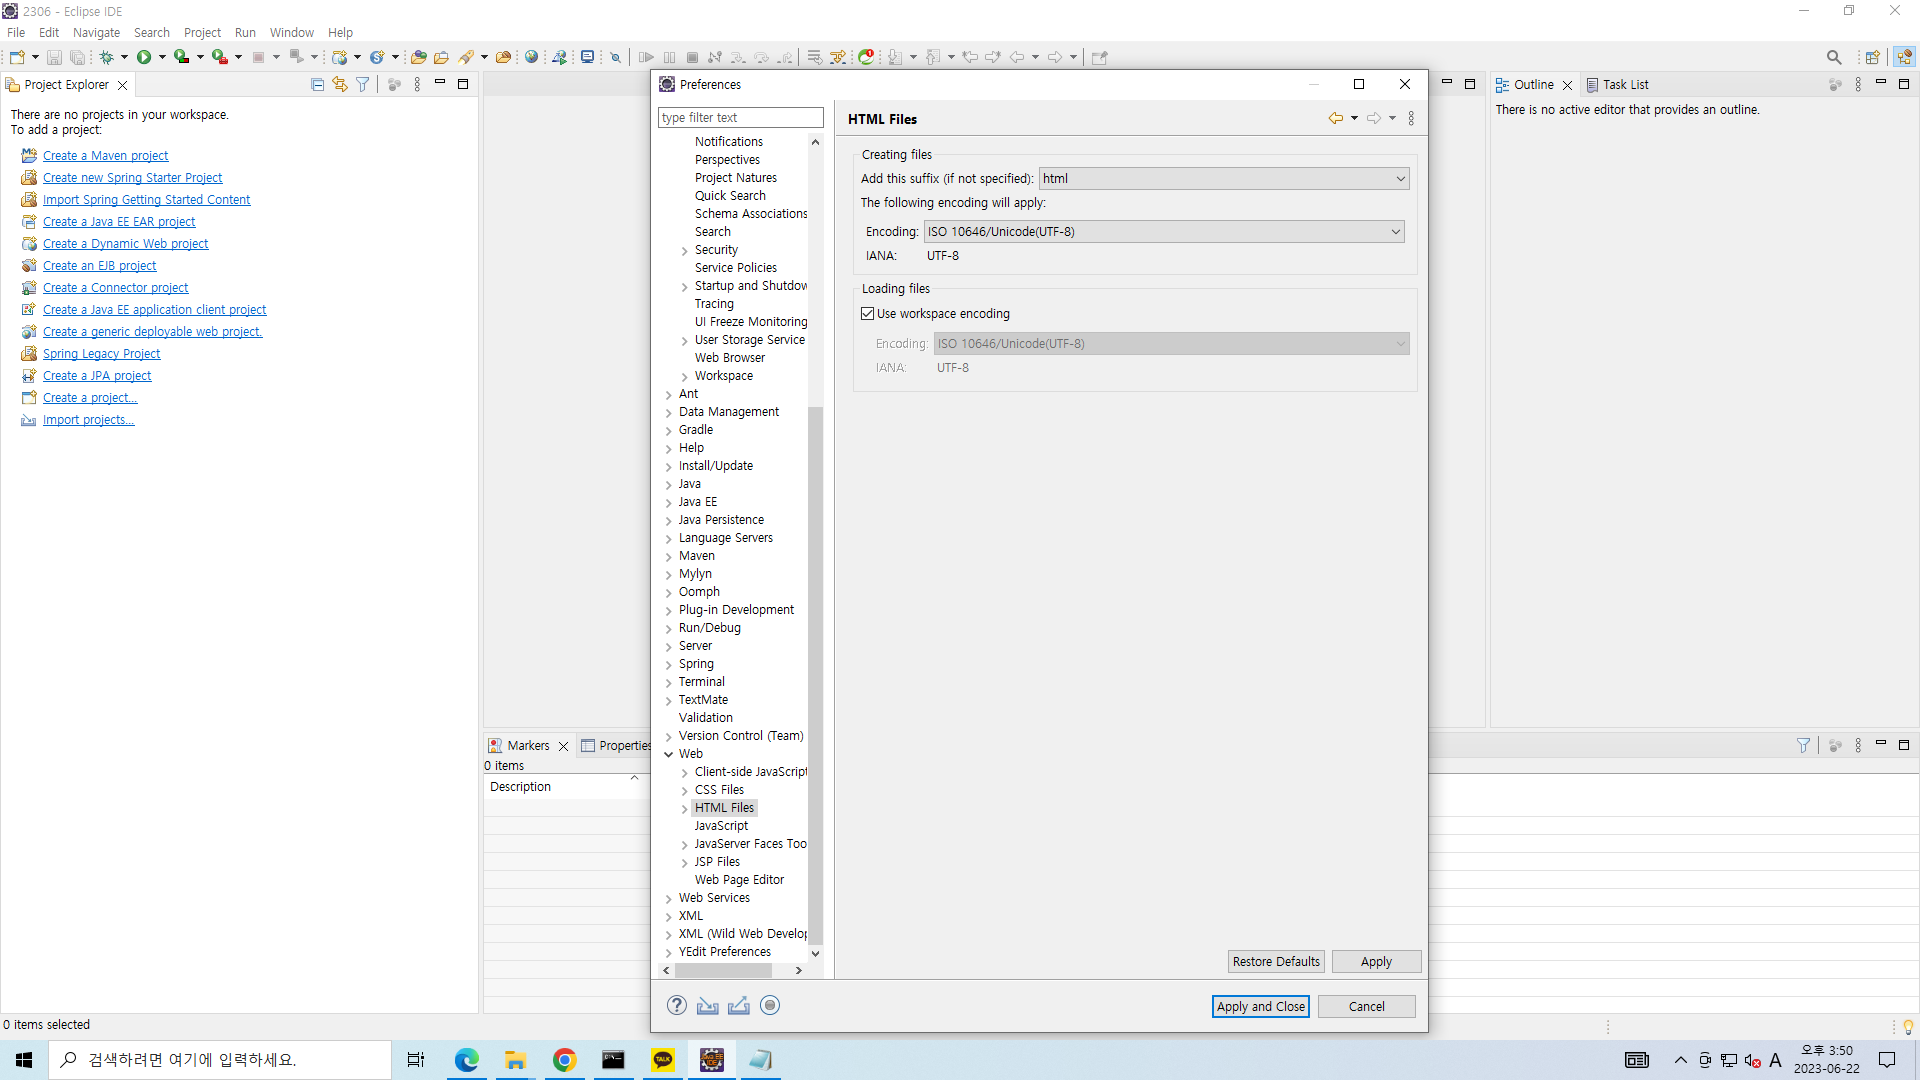 2306 - Eclipse IDE
File Edit Navigate Search Project Run Window Help
Project Explorer
There are no projects in your workspace.
To add a project:
Create a Maven project
Create new Spring Starter Project
Import Spring Getting Started Content
Create a Java EE EAR project
Create a Dynamic Web project
Create an EJB project
Create a Connector project
Create a Java EE application client project
Create a generic deployable web project.
Spring Legacy Project
Create a JPA project
Create a project...
Import projects...
Preferences
type filter text
Notifications
Perspectives
Project Natures
Quick Search
Schema Associations
Search
Security
Service Policies
Startup and Shutdow
Tracing
UI Freeze Monitoring
User Storage Service
Web Browser
Workspace
Ant
Data Management
Gradle
Help
Install/Update
Java
Java EE
Java Persistence
Language Servers
Maven
Mylyn
Oomph
Plug-in Development
Run/Debug
Server
Spring
Terminal
TextMate
Validation
Version Control (Team)
Web
Client-side JavaScript
CSS Files
HTML Files
JavaScript
JavaServer Faces Too
JSP Files
Web Page Editor
Web Services
XML
XML (Wild Web Develop
YEdit Preferences
HTML Files
Creating files
Add this suffix (if not specified): html
The following encoding will apply:
Encoding: ISO 10646/Unicode(UTF-8)
IANA: UTF-8
Loading files
Use workspace encoding
Encoding: ISO 10646/Unicode(UTF-8)
IANA: UTF-8
Restore Defaults Apply
Apply and Close Cancel
Outline Task List
There is no active editor that provides an outline.
Markers Properties
0 items
Description
0 items selected
검색하려면 여기에 입력하세요.
TALK
Java EE
IDE
A
오후 3:50
2023-06-22